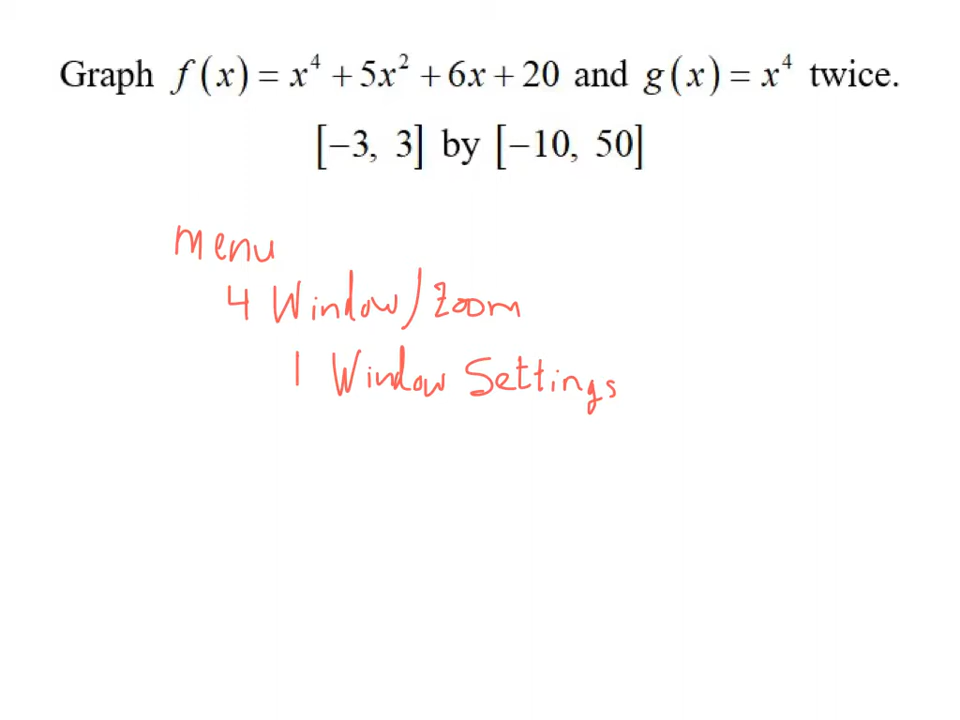 Graph f(x) = x⁴ + 5x² + 6x + 20 and g(x) = x⁴ twice.
[−3, 3] by [−10, 50]
Menu
4 Window/Zoom
1 Window Settings